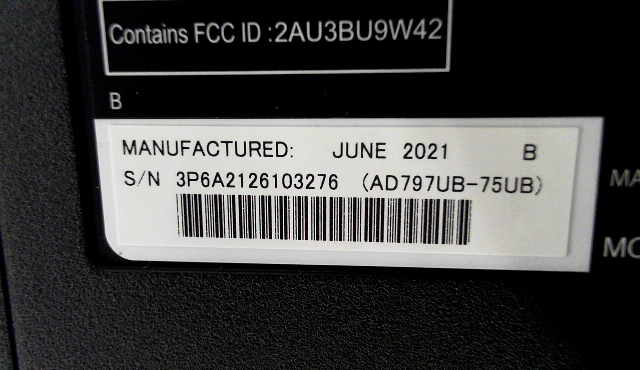 Contains FCC ID :2AU3BU9W42
B
MANUFACTURED: JUNE 2021 B
S/N 3P6A2126103276 (AD797UB-75UB)